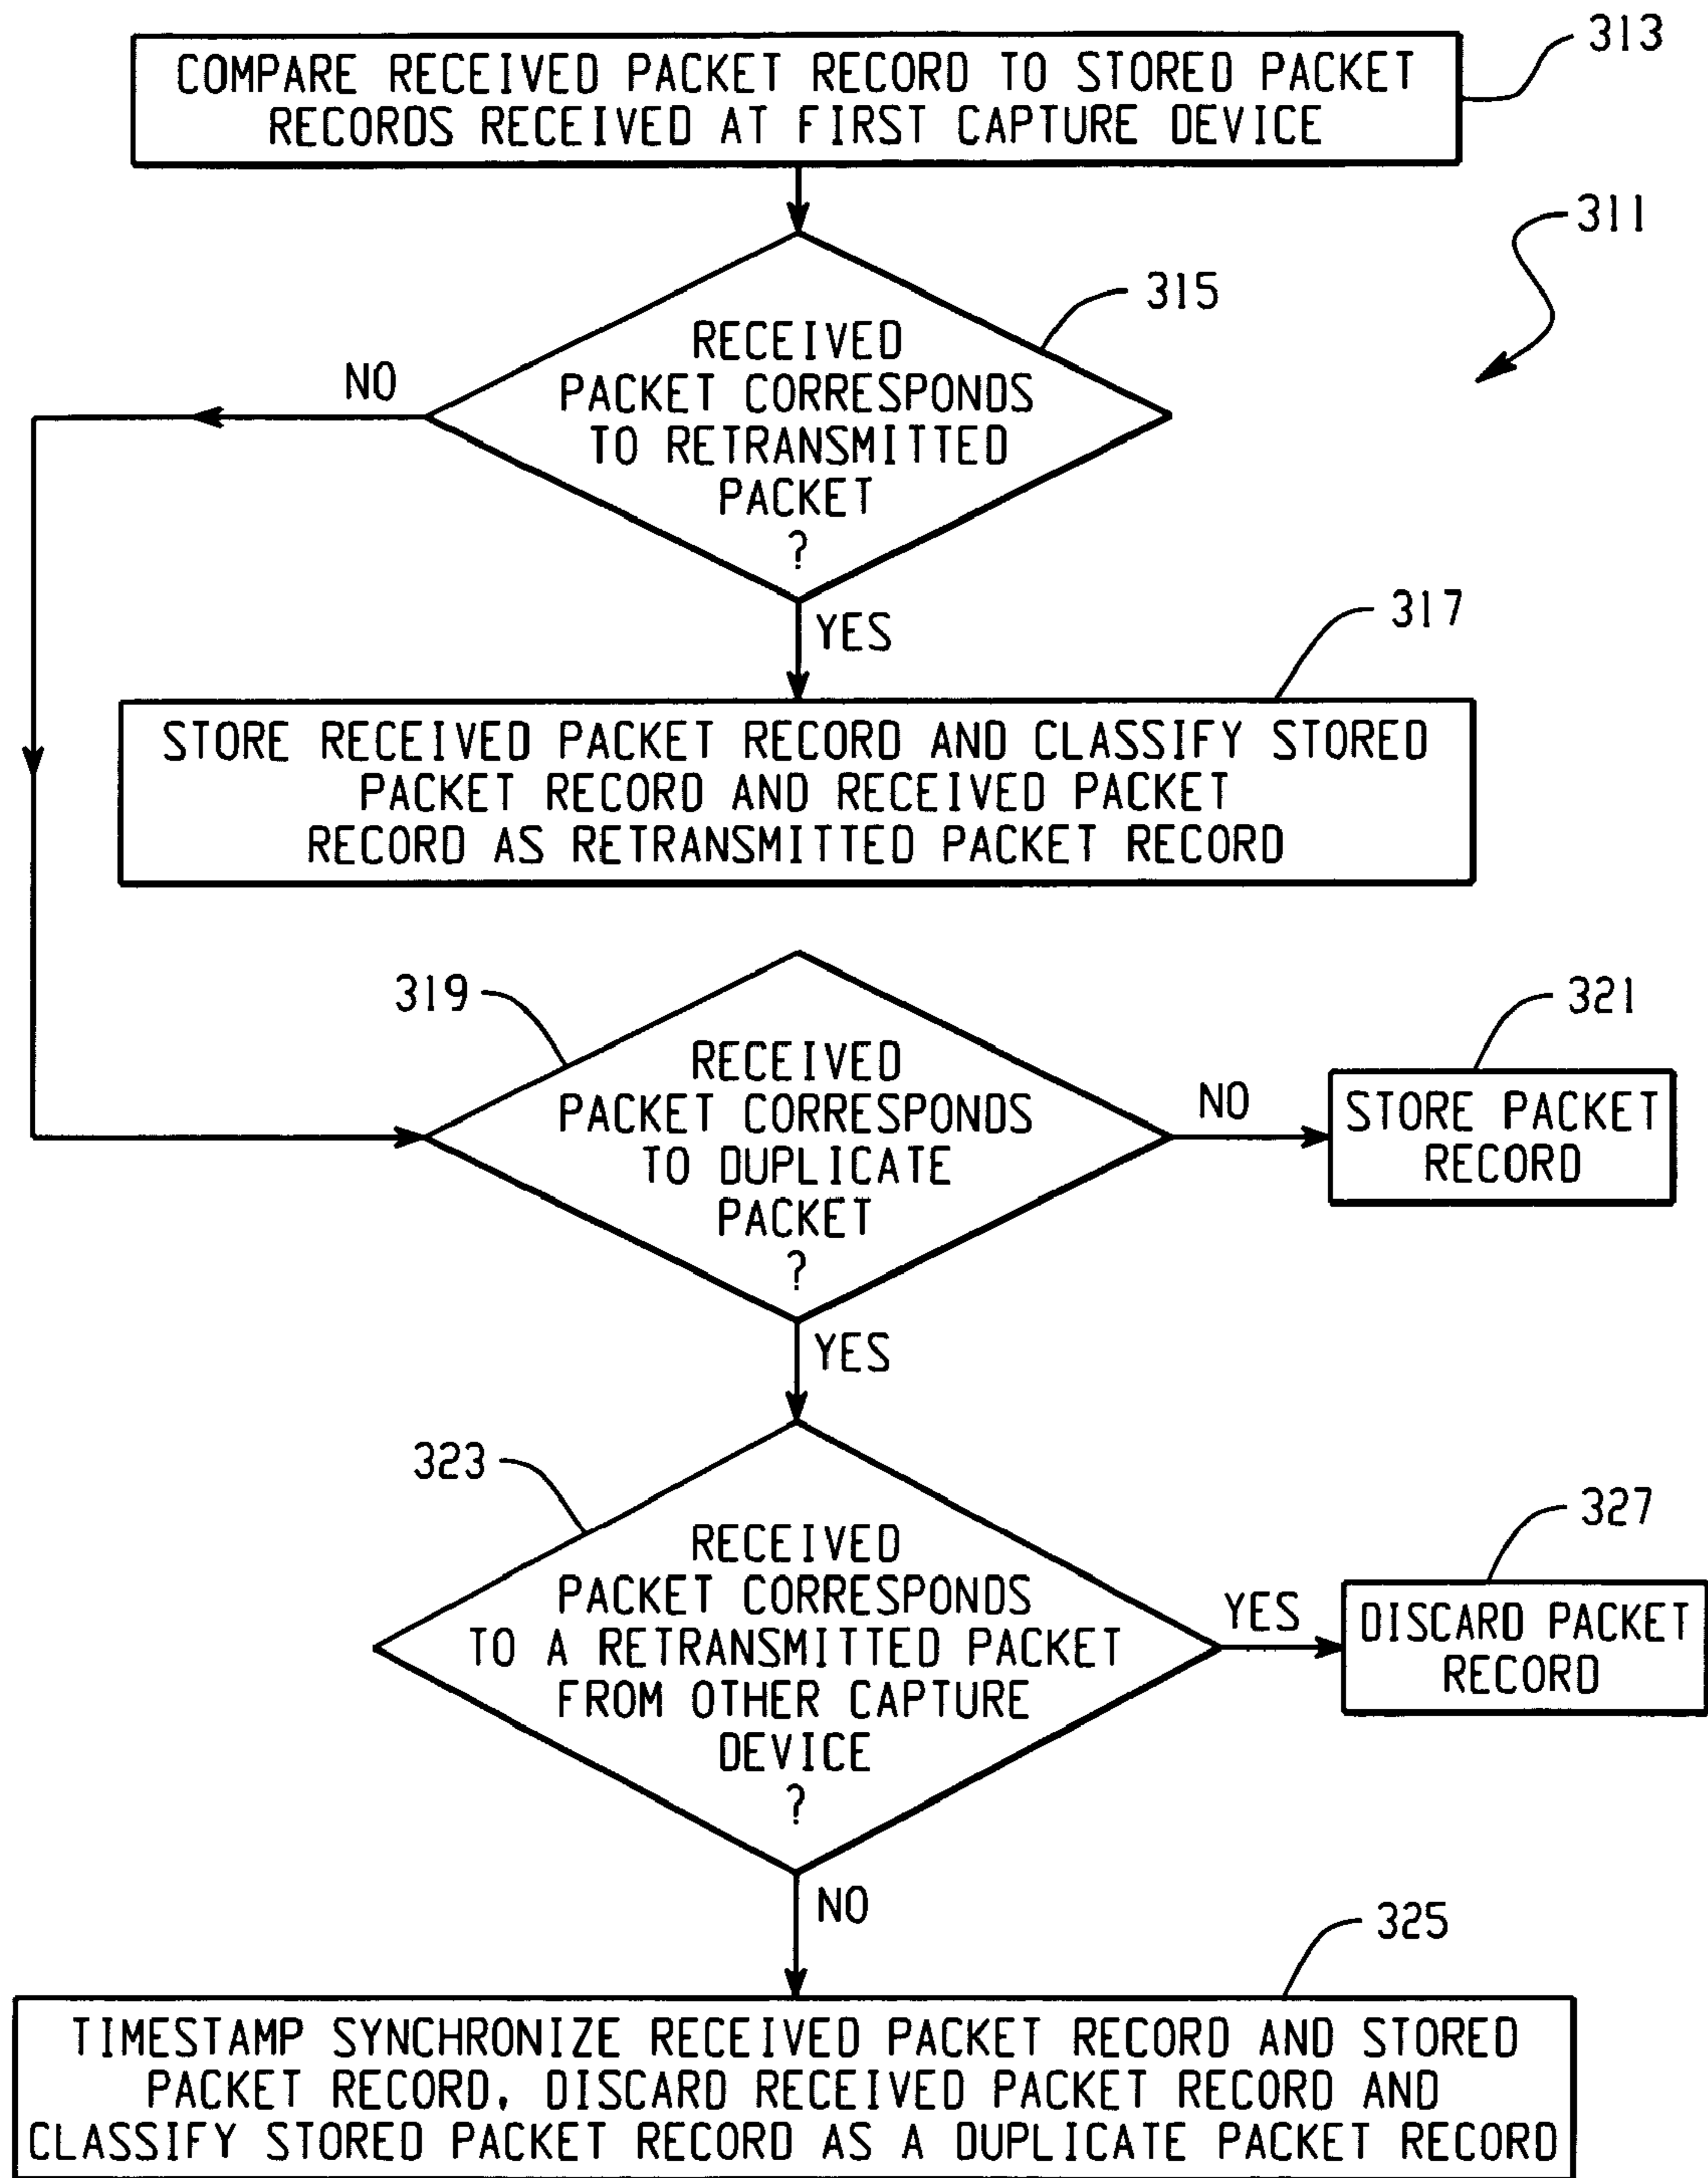 313
COMPARE RECEIVED PACKET RECORD TO STORED PACKET
RECORDS RECEIVED AT FIRST CAPTURE DEVICE
311
315
RECEIVED
PACKET CORRESPONDS
TO RETRANSMITTED
PACKET
?
NO
YES
317
STORE RECEIVED PACKET RECORD AND CLASSIFY STORED
PACKET RECORD AND RECEIVED PACKET
RECORD AS RETRANSMITTED PACKET RECORD
319
RECEIVED
PACKET CORRESPONDS
TO DUPLICATE
PACKET
?
NO
321
STORE PACKET
RECORD
YES
323
RECEIVED
PACKET CORRESPONDS
TO A RETRANSMITTED PACKET
FROM OTHER CAPTURE
DEVICE
?
YES
327
DISCARD PACKET
RECORD
NO
325
TIMESTAMP SYNCHRONIZE RECEIVED PACKET RECORD AND STORED
PACKET RECORD, DISCARD RECEIVED PACKET RECORD AND
CLASSIFY STORED PACKET RECORD AS A DUPLICATE PACKET RECORD